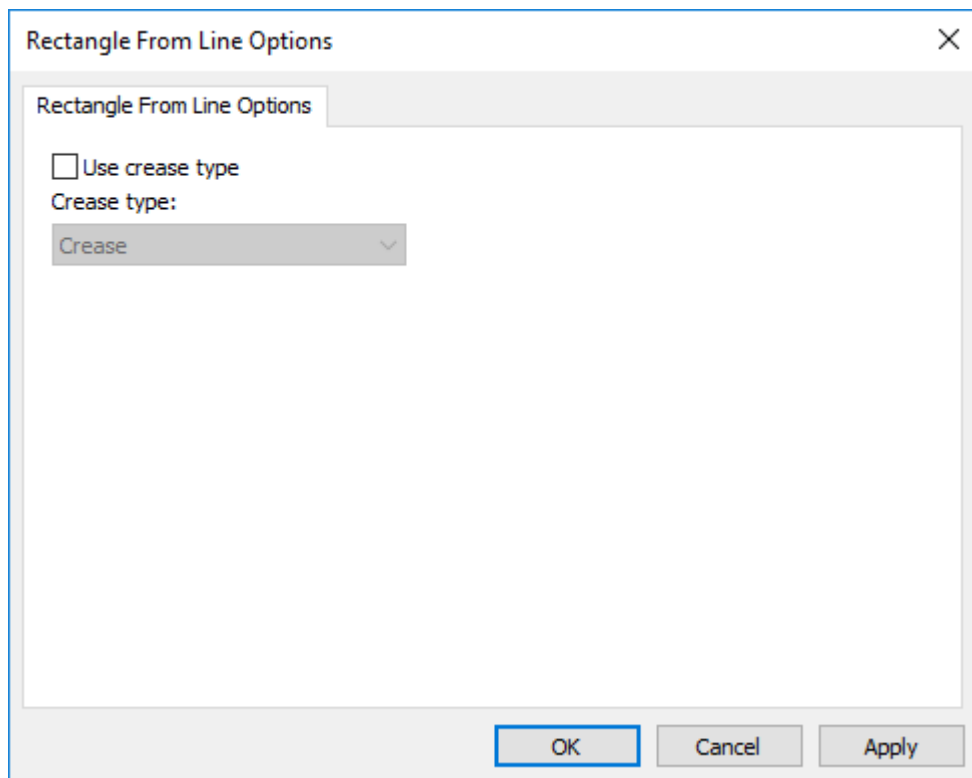 Rectangle From Line Options
Rectangle From Line Options
Use crease type
Crease type:
Crease
OK Cancel Apply